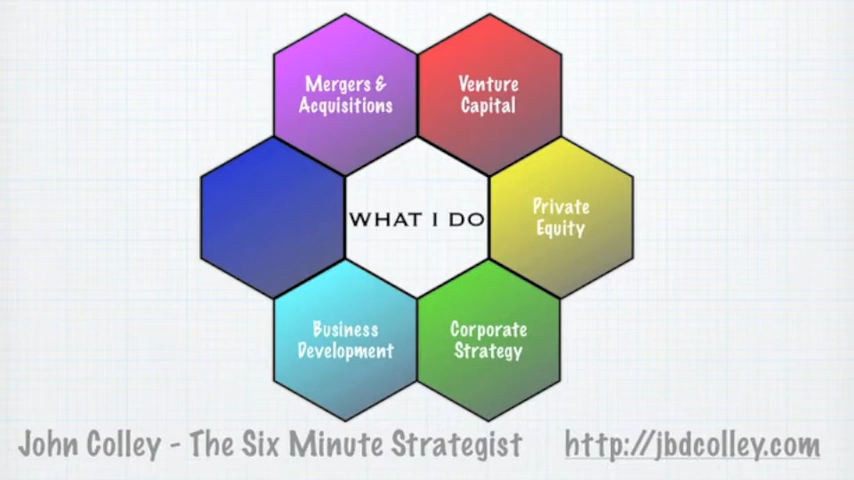 Mergers &
Acquisitions
Venture
Capital
WHAT I DO
Private
Equity
Business
Development
Corporate
Strategy
John Colley - The Six Minute Strategist
http://jbdcolley.com